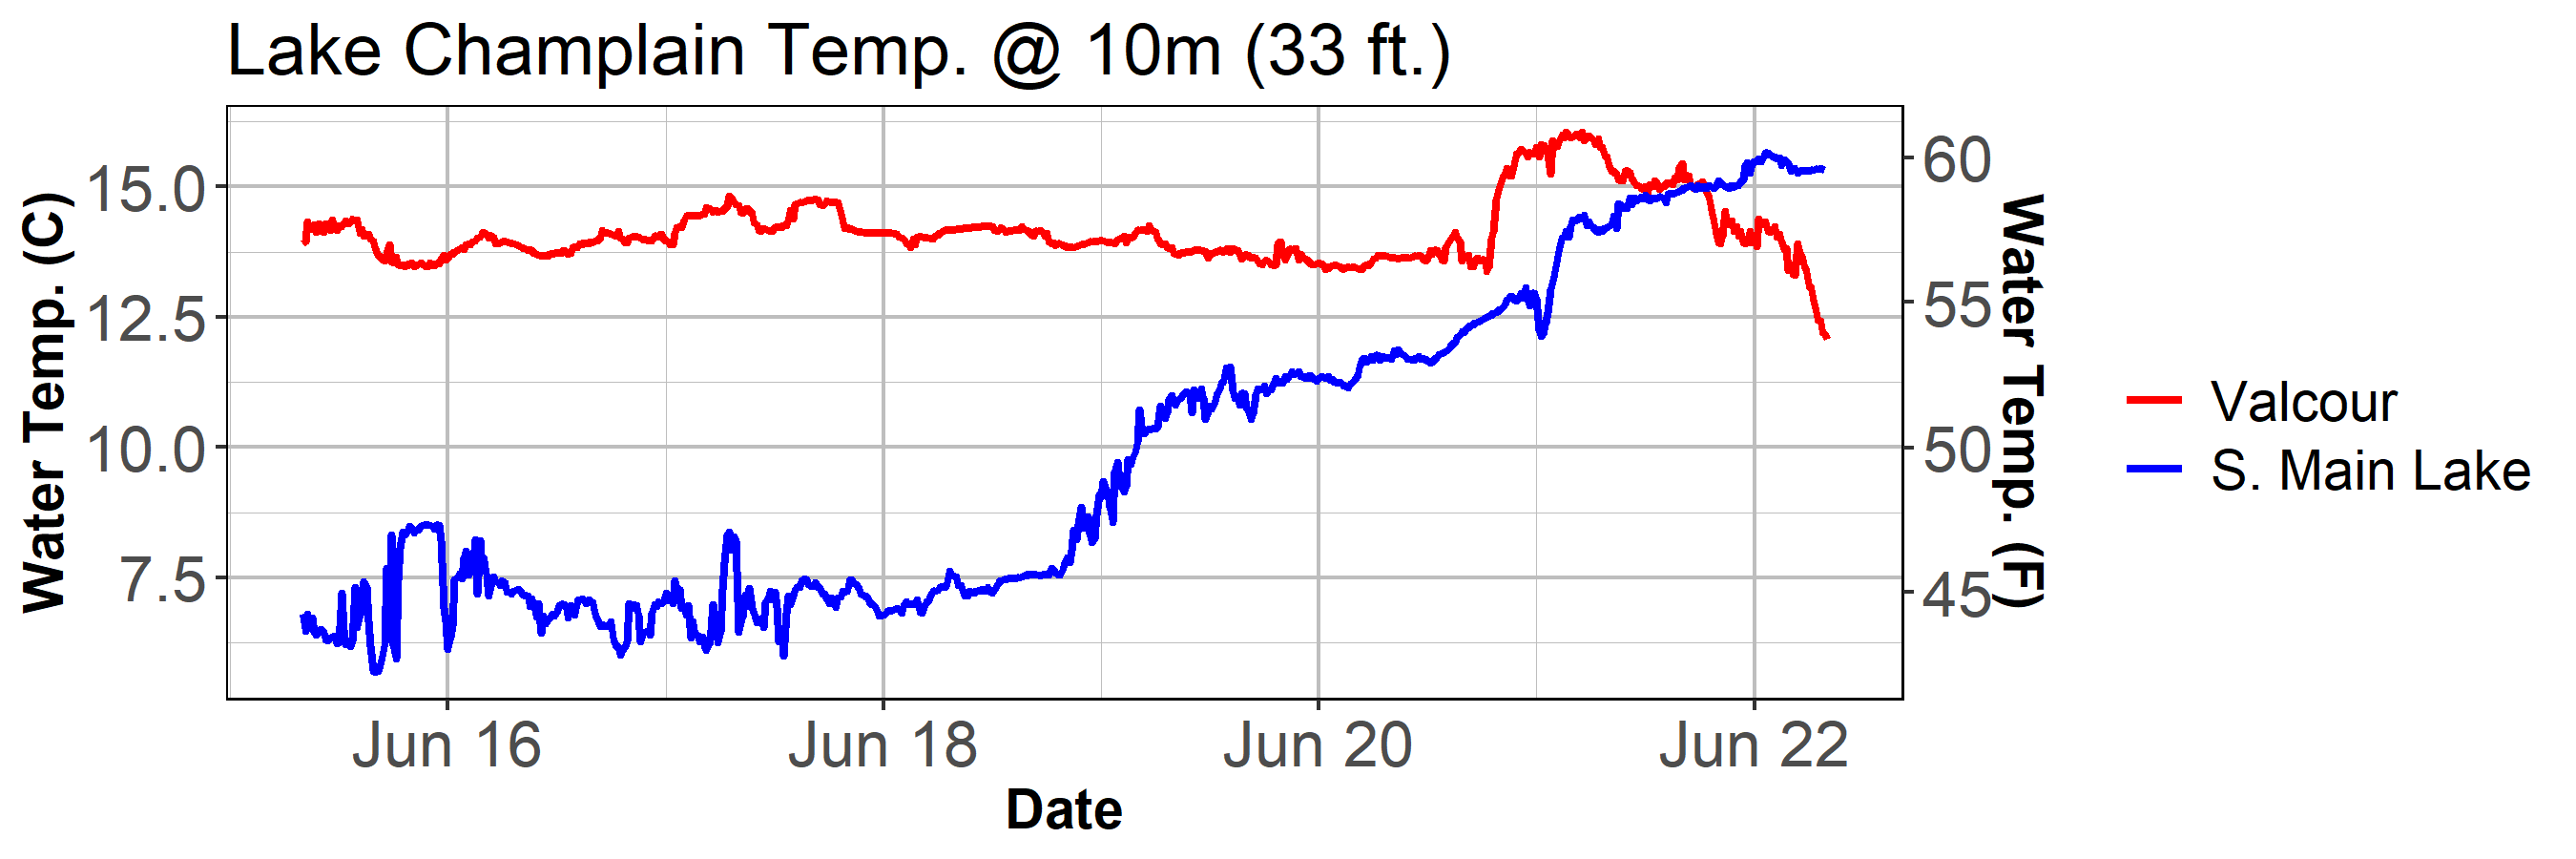 Lake Champlain Temp. @ 10m (33 ft.)
Water Temp. (C)
15.0
12.5
10.0
7.5
60
55
50
45
Water Temp. (F)
Jun 16
Jun 18
Jun 20
Jun 22
Date
Valcour
S. Main Lake